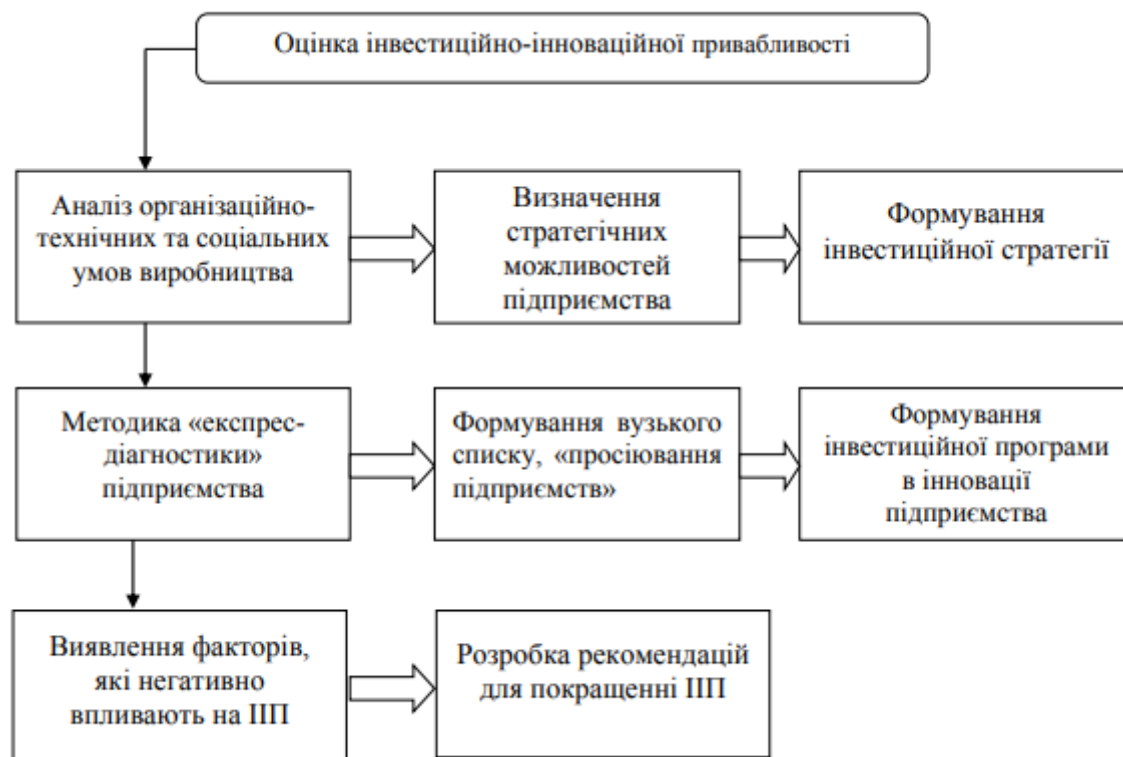 Оцінка інвестиційно-інноваційної привабливості
Аналіз організаційно-
технічних та соціальних
умов виробництва
Визначення
стратегічних
можливостей
підприємства
Формування
інвестиційної стратегії
Методика «експрес-
діагностики»
підприємства
Формування вузького
списку, «просіювання
підприємств»
Формування
інвестиційної програми
в інновації
підприємства
Виявлення факторів,
які негативно
впливають на ІІП
Розробка рекомендацій
для покращенні ІІП